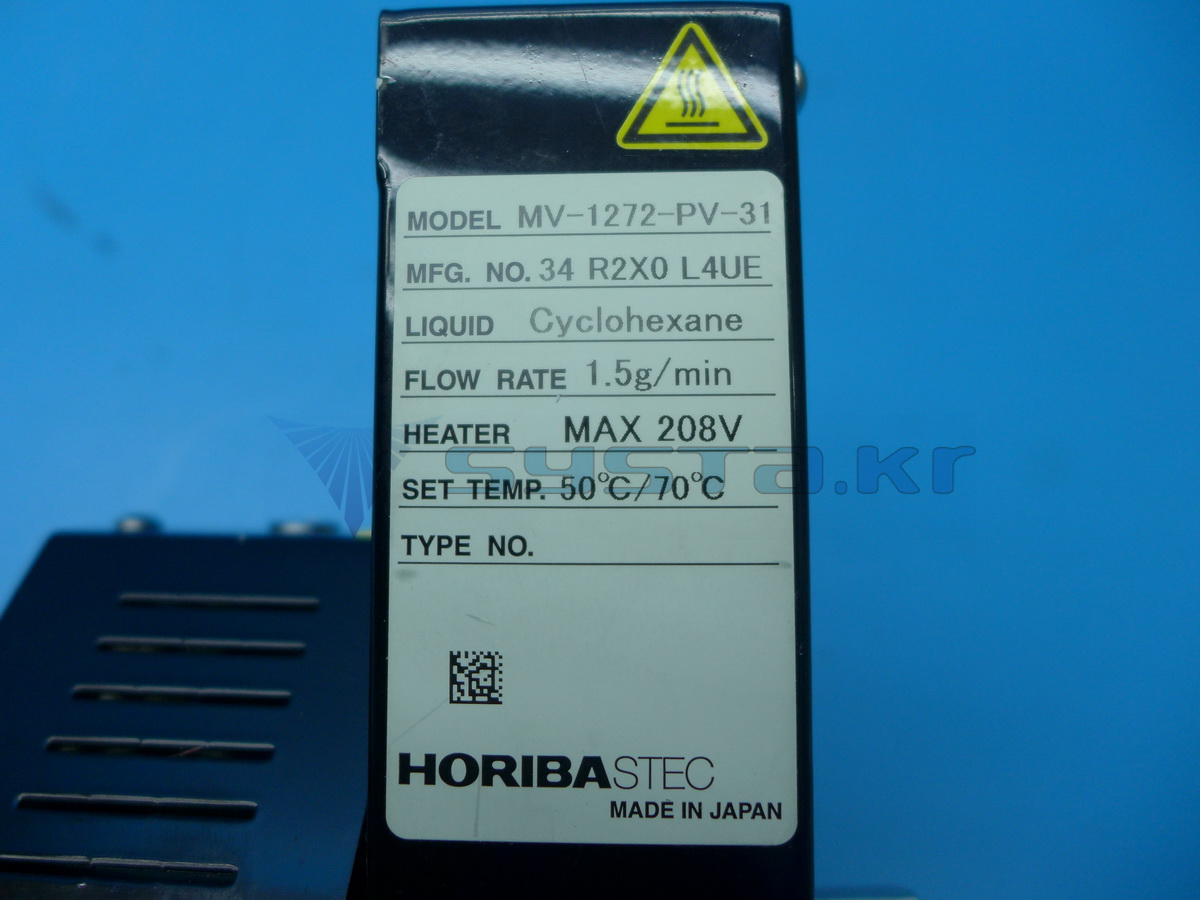 MODEL MV-1272-PV-31
MFG. NO. 34 R2X0 L4UE
LIQUID Cyclohexane
FLOW RATE 1.5g/min
HEATER MAX 208V
systa.kr
SET TEMP. 50℃/70℃
TYPE NO.
HORIBASTEC
MADE IN JAPAN